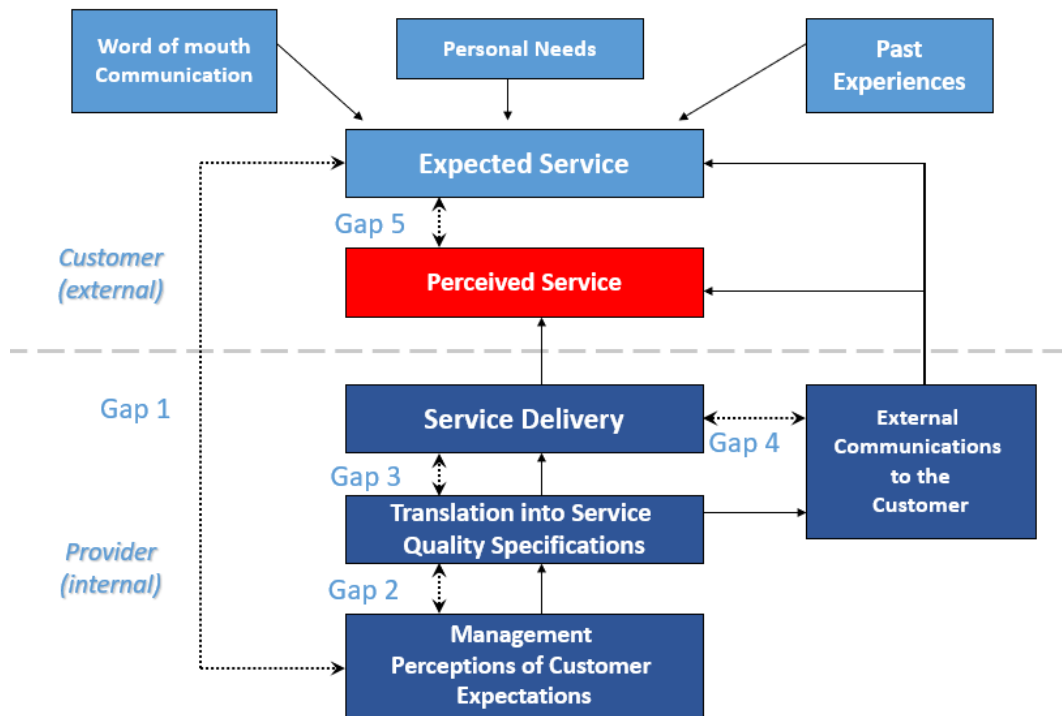 Word of mouth
Communication
Personal Needs
Past
Experiences
Expected Service
Gap 5
Customer
(external)
Perceived Service
Gap 1
Service Delivery
Gap 4
External
Communications
to the
Customer
Gap 3
Translation into Service
Quality Specifications
Provider
(internal)
Gap 2
Management
Perceptions of Customer
Expectations